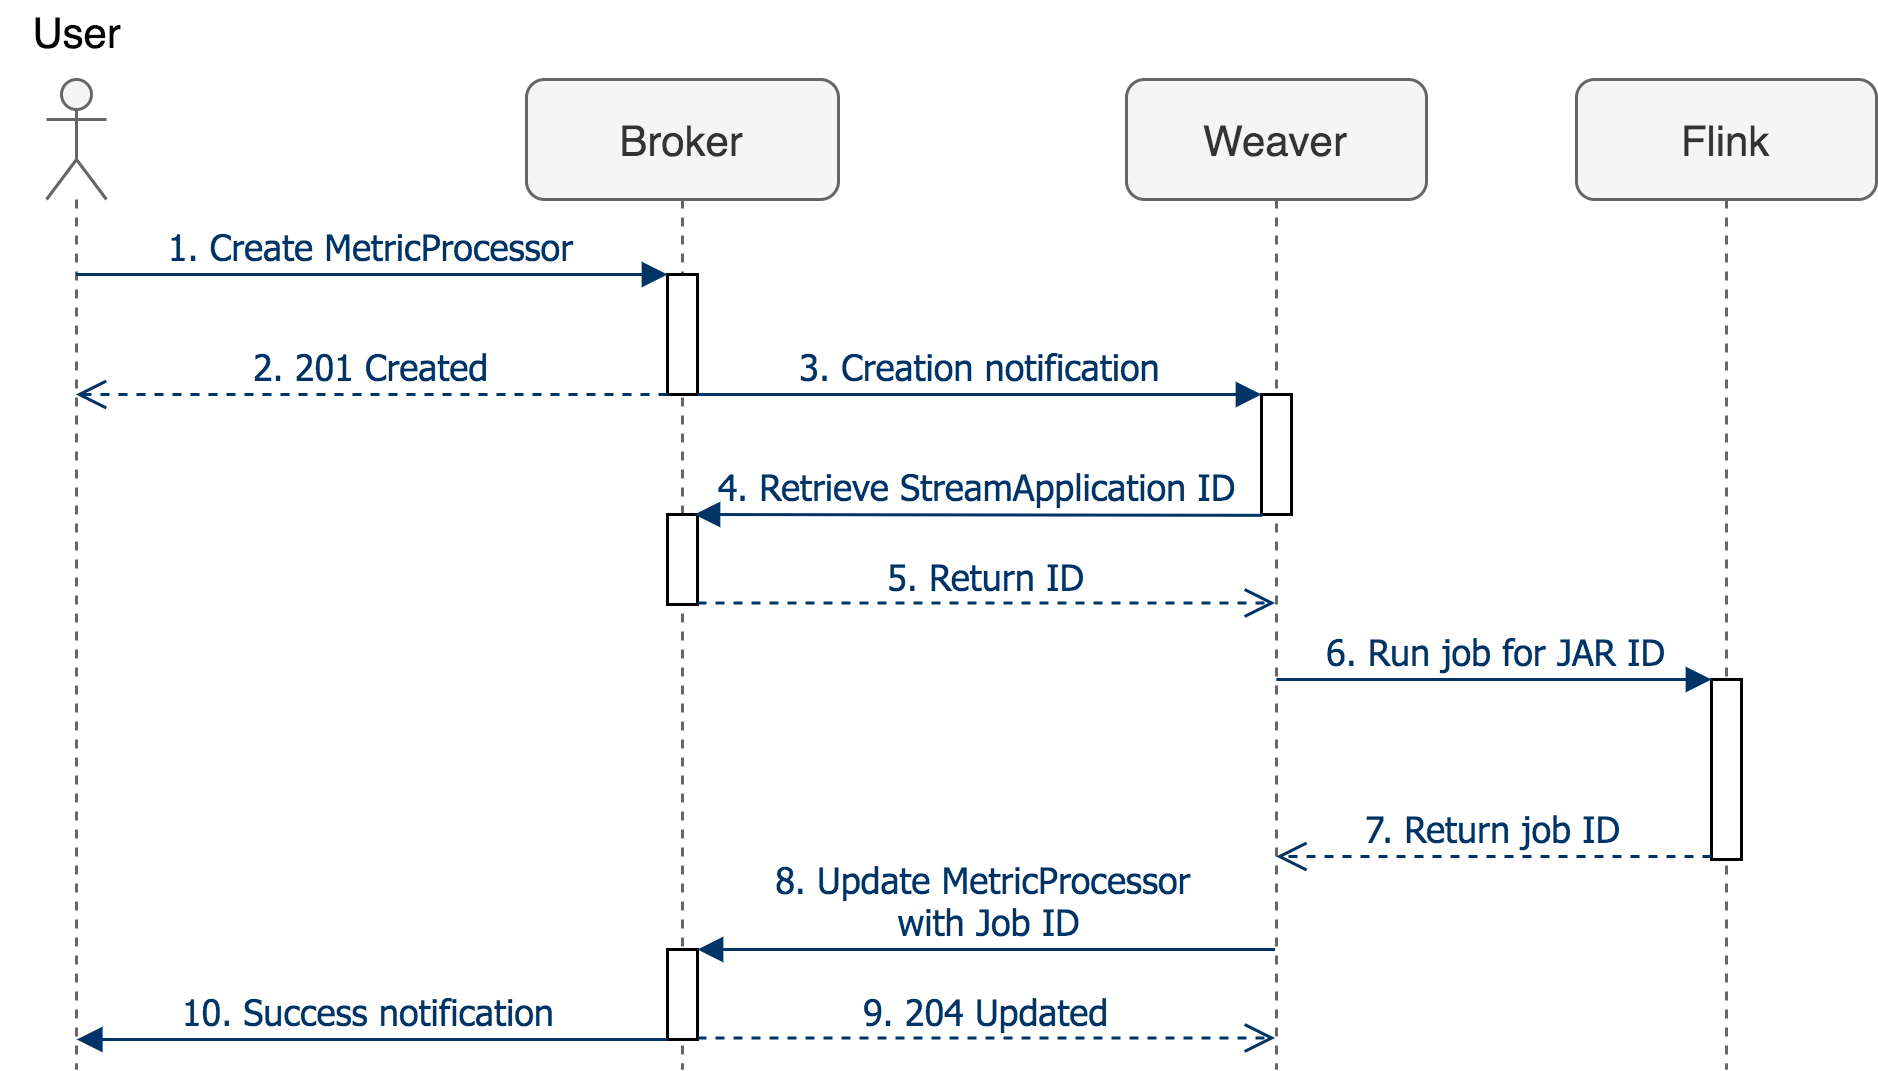 User
Broker
Weaver
Flink
1. Create MetricProcessor
2. 201 Created
3. Creation notification
4. Retrieve StreamApplication ID
5. Return ID
6. Run job for JAR ID
7. Return job ID
8. Update MetricProcessor
with Job ID
10. Success notification
9. 204 Updated